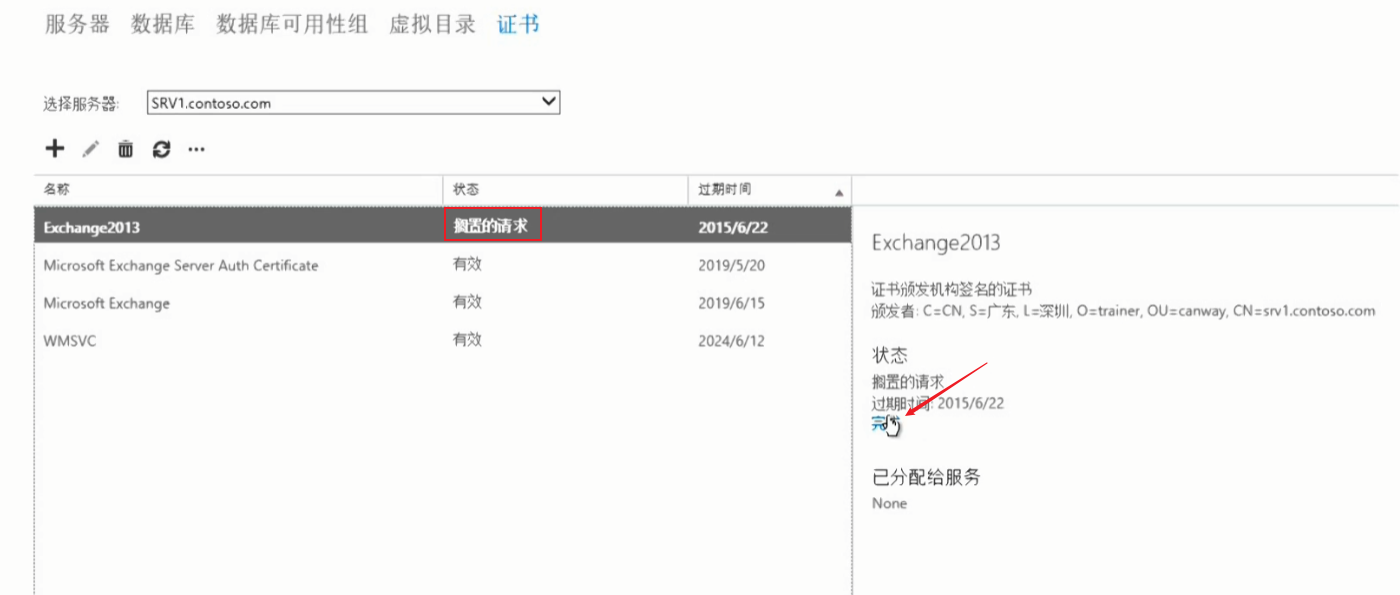 服务器 数据库 数据库可用性组 虚拟目录 证书
选择服务器: SRV1.contoso.com
名称 状态 过期时间
Exchange2013 搁置的请求 2015/6/22
Microsoft Exchange Server Auth Certificate 有效 2019/5/20
Microsoft Exchange 有效 2019/6/15
WMSVC 有效 2024/6/12
Exchange2013
证书颁发机构签名的证书
颁发者: C=CN, S=广东, L=深圳, O=trainer, OU=canway, CN=srv1.contoso.com
状态
搁置的请求
过期时间: 2015/6/22
已分配给服务
None